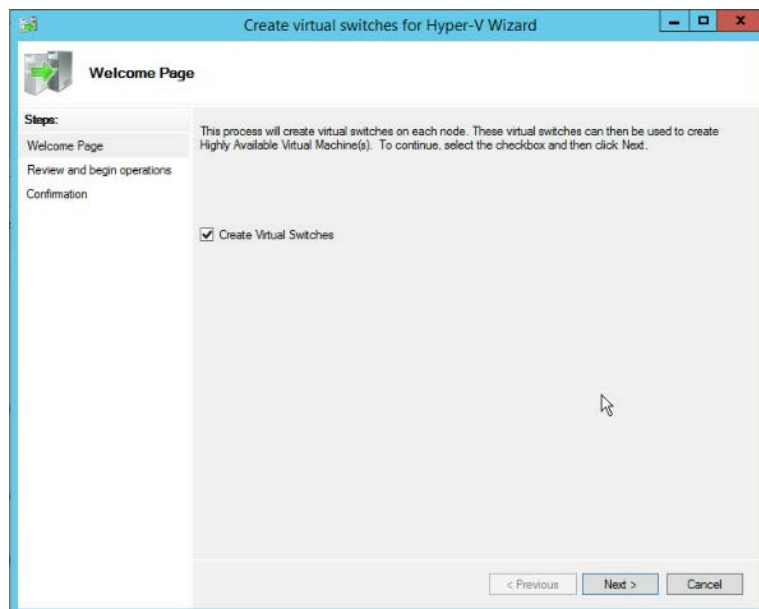 Create virtual switches for Hyper-V Wizard
Welcome Page
Steps:
Welcome Page
Review and begin operations
Confirmation
This process will create virtual switches on each node. These virtual switches can then be used to create
Highly Available Virtual Machine(s). To continue, select the checkbox and then click Next.
Create Virtual Switches
< Previous
Next >
Cancel